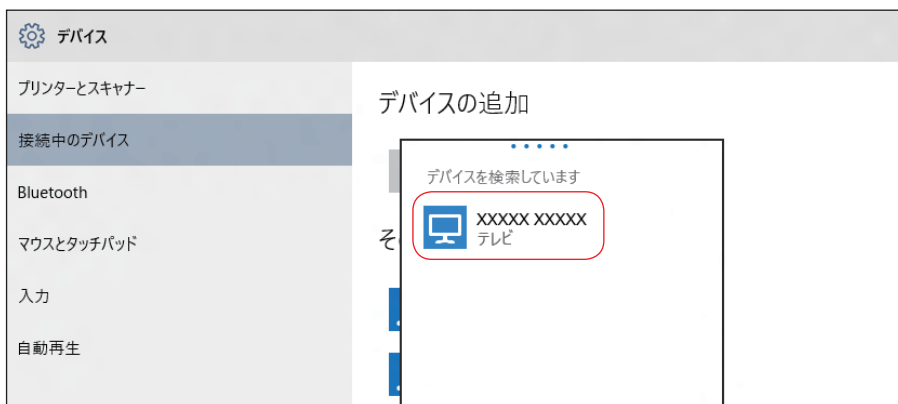 デバイス
プリンターとスキャナー
接続中のデバイス
Bluetooth
マウスとタッチパッド
入力
自動再生
デバイスの追加
デバイスを検索しています
XXXXX XXXXX
テレビ
そ